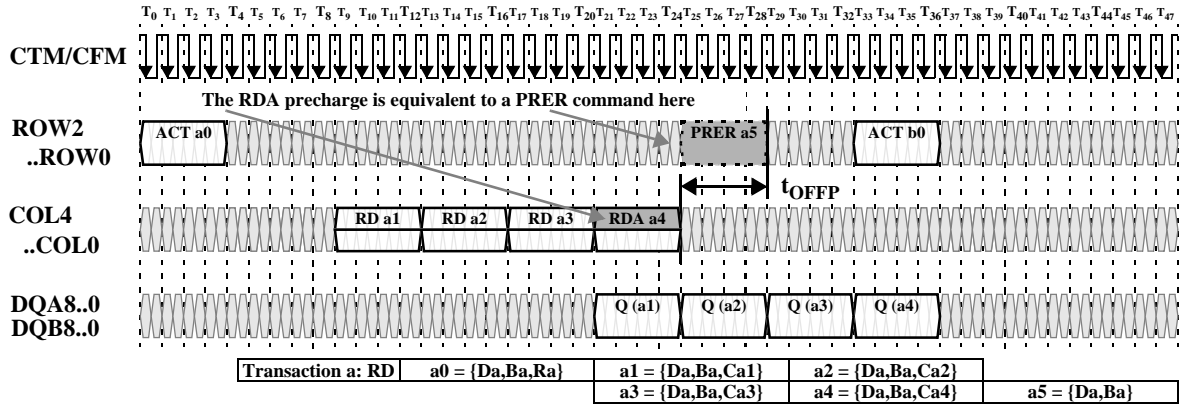 T0 T1 T2 T3 T4 T5 T6 T7 T8 T9 T10 T11 T12 T13 T14 T15 T16 T17 T18 T19 T20 T21 T22 T23 T24 T25 T26 T27 T28 T29 T30 T31 T32 T33 T34 T35 T36 T37 T38 T39 T40 T41 T42 T43 T44 T45 T46 T47
CTM/CFM
The RDA precharge is equivalent to a PRER command here
ROW2 ACT a0 PRER a5 ACT b0
..ROW0
tOFFP
COL4 RD a1 RD a2 RD a3 RDA a4
..COL0
DQA8..0 Q (a1) Q (a2) Q (a3) Q (a4)
DQB8..0
Transaction a: RD a0 = {Da,Ba,Ra} a1 = {Da,Ba,Ca1} a2 = {Da,Ba,Ca2}
a3 = {Da,Ba,Ca3} a4 = {Da,Ba,Ca4} a5 = {Da,Ba}